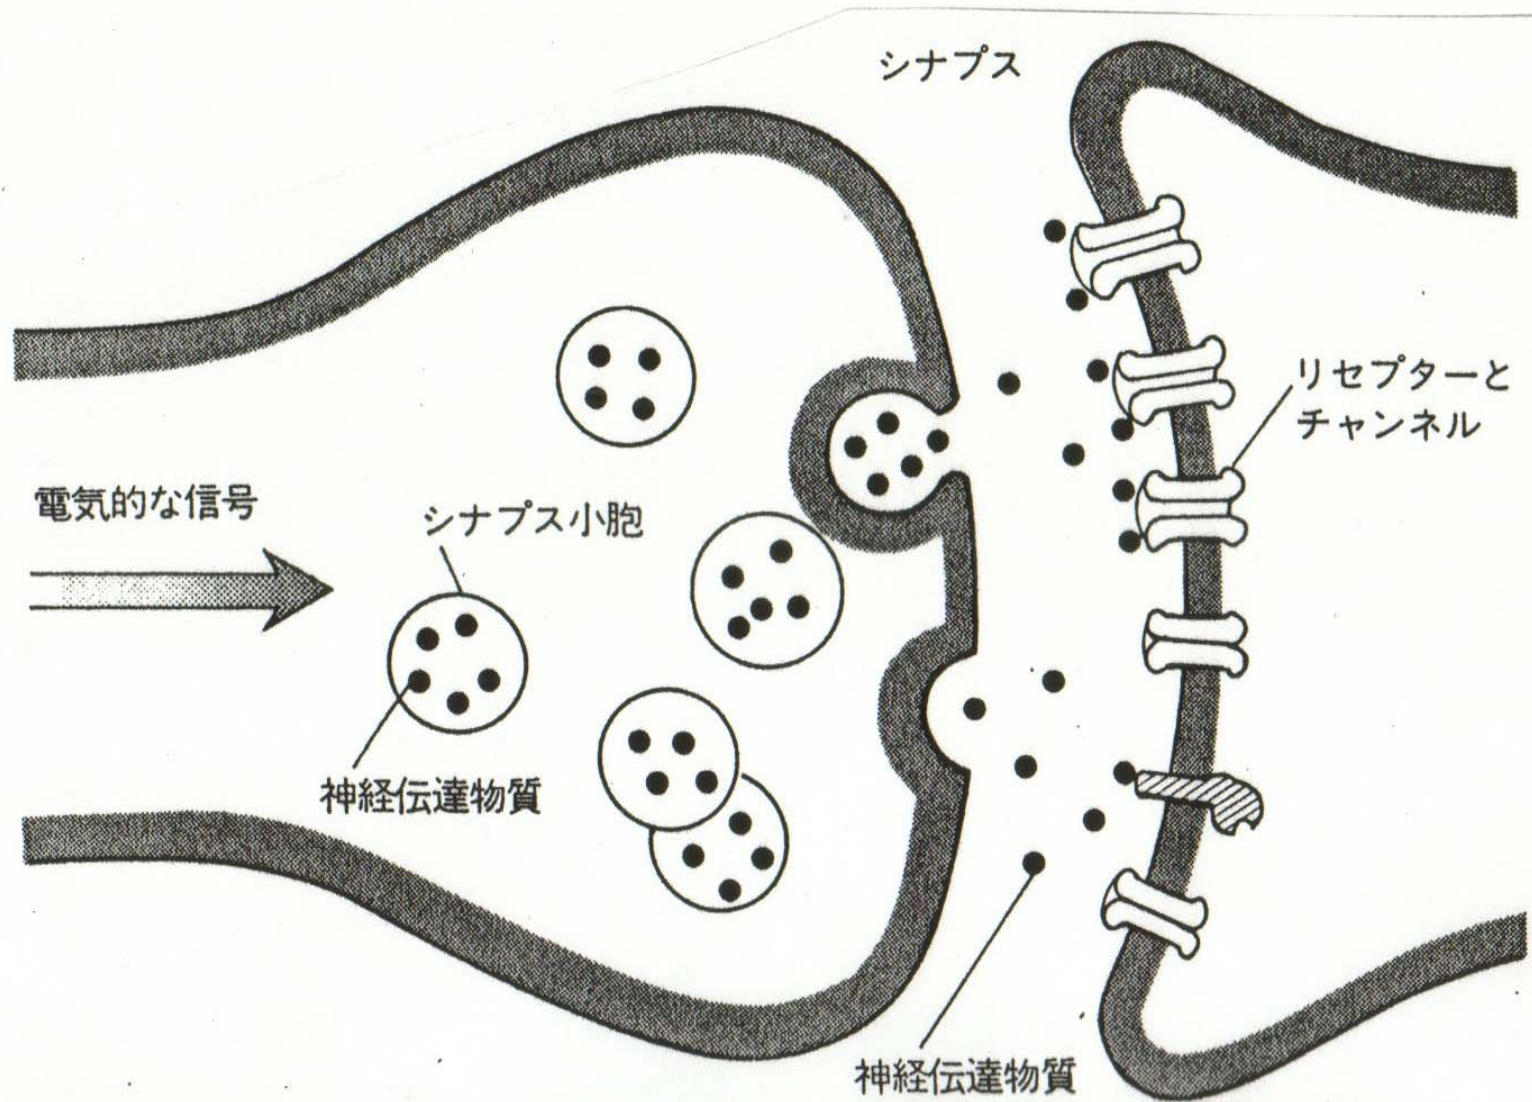 シナプス
リセプターと
チャンネル
電気的な信号
シナプス小胞
神経伝達物質
神経伝達物質